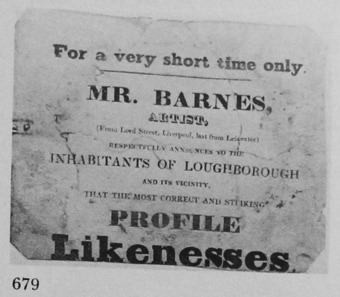 For a very short time only
MR. BARNES,
ARTIST,
(From Lord Street, Liverpool, last from Leicester)
RESPECTFULLY ANNOUNCES TO THE
INHABITANTS OF LOUGHBOROUGH
AND ITS VICINITY,
THAT THE MOST CORRECT AND STRIKING
PROFILE
Likenesses
679